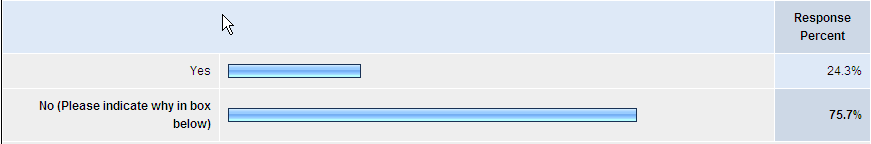 Response
Percent
Yes
24.3%
No (Please indicate why in box
below)
75.7%